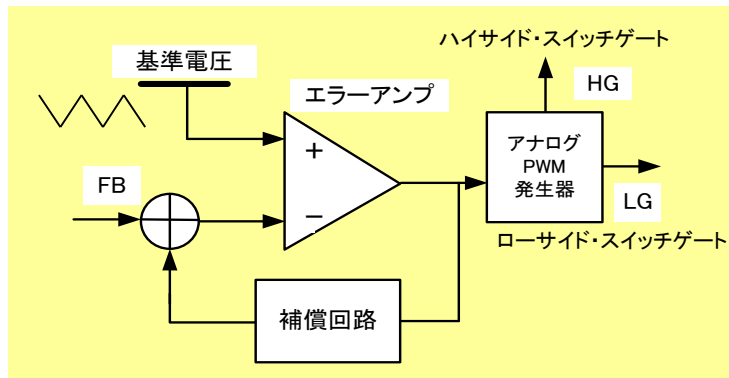 ハイサイド・スイッチゲート
基準電圧
エラーアンプ
HG
+
アナログ
PWM
発生器
FB
−
LG
ローサイド・スイッチゲート
補償回路